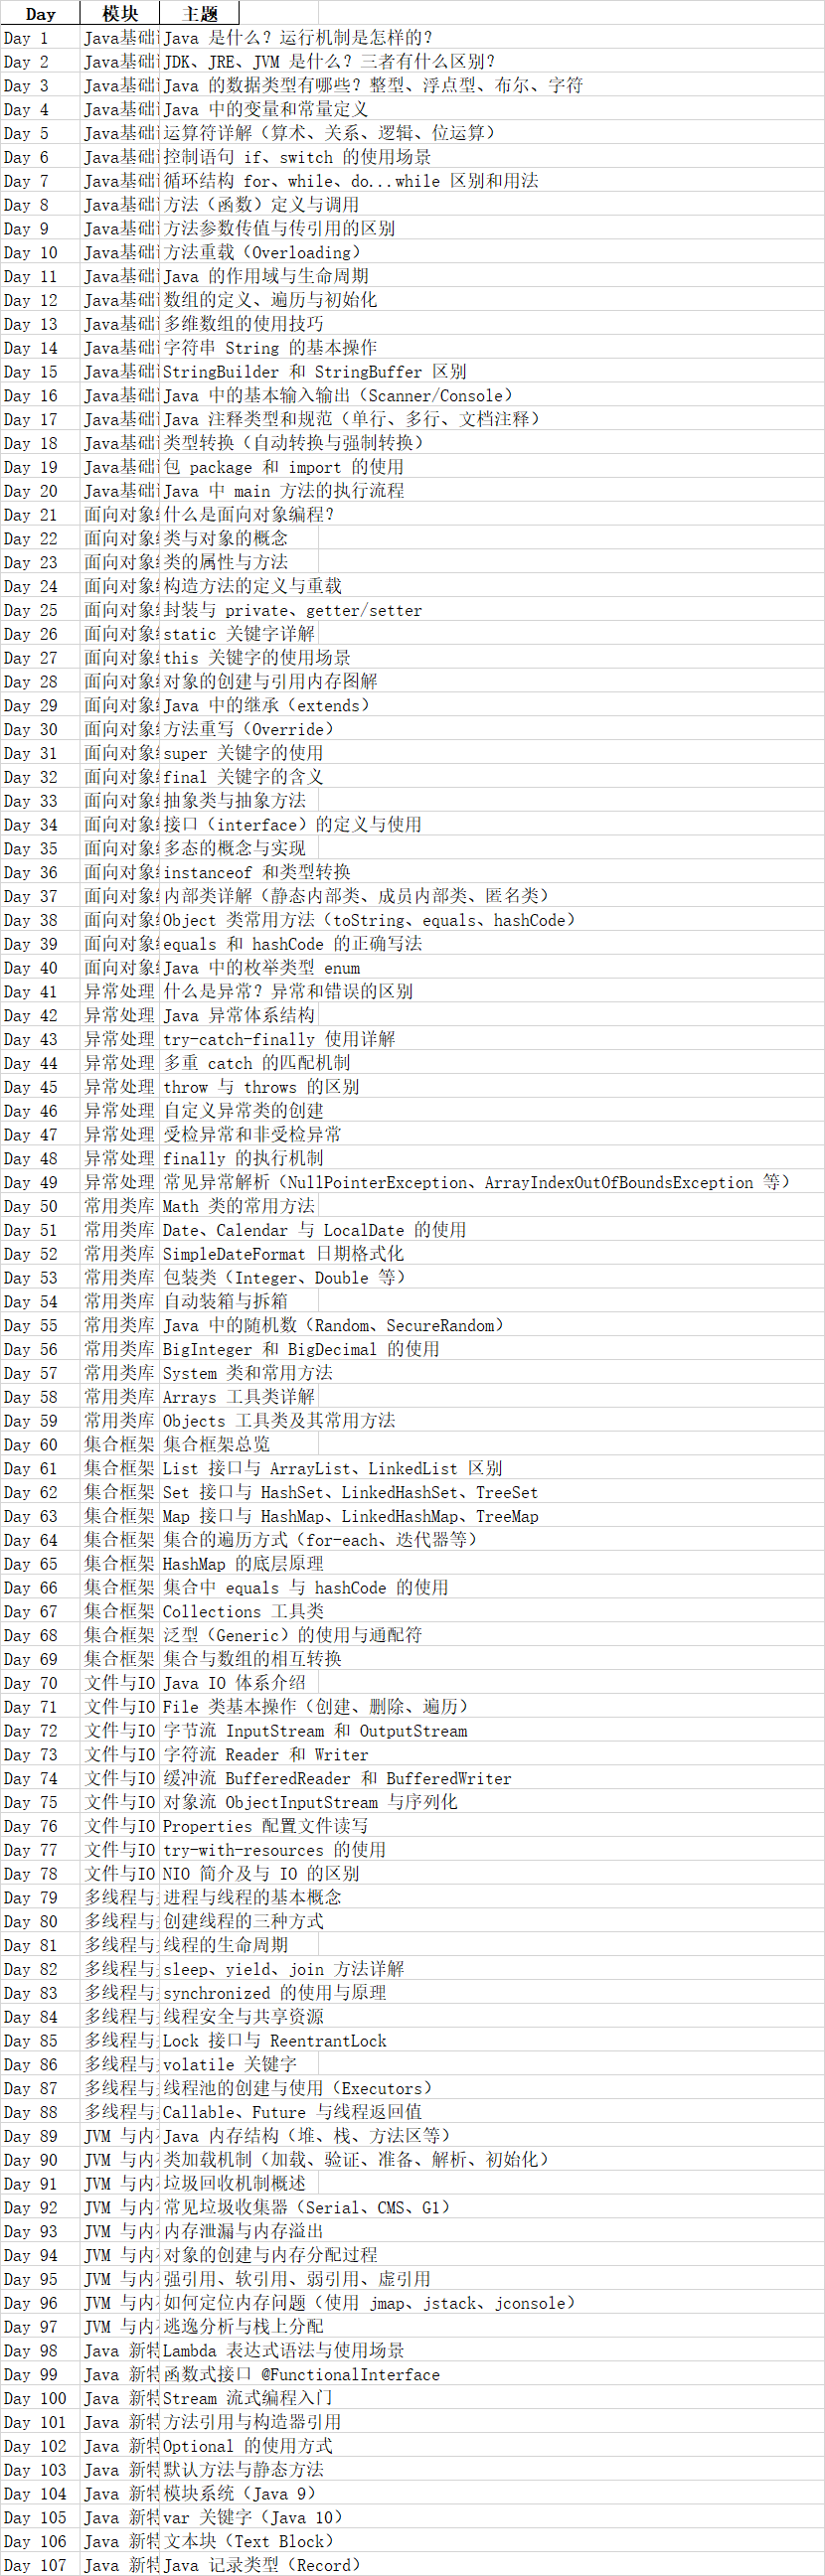 Day 模块 主题
Day 1 Java基础 Java 是什么？运行机制是怎样的？
Day 2 Java基础 JDK、JRE、JVM 是什么？三者有什么区别？
Day 3 Java基础 Java 的数据类型有哪些？整型、浮点型、布尔、字符
Day 4 Java基础 Java 中的变量和常量定义
Day 5 Java基础 运算符详解（算术、关系、逻辑、位运算）
Day 6 Java基础 控制语句 if、switch 的使用场景
Day 7 Java基础 循环结构 for、while、do...while 区别和用法
Day 8 Java基础 方法（函数）定义与调用
Day 9 Java基础 方法参数传值与传引用的区别
Day 10 Java基础 方法重载（Overloading）
Day 11 Java基础 Java 的作用域与生命周期
Day 12 Java基础 数组的定义、遍历与初始化
Day 13 Java基础 多维数组的使用技巧
Day 14 Java基础 字符串 String 的基本操作
Day 15 Java基础 StringBuilder 和 StringBuffer 区别
Day 16 Java基础 Java 中的基本输入输出（Scanner/Console）
Day 17 Java基础 Java 注释类型和规范（单行、多行、文档注释）
Day 18 Java基础 类型转换（自动转换与强制转换）
Day 19 Java基础 包 package 和 import 的使用
Day 20 Java基础 Java 中 main 方法的执行流程
Day 21 面向对象 什么是面向对象编程？
Day 22 面向对象 类与对象的概念
Day 23 面向对象 类的属性与方法
Day 24 面向对象 构造方法的定义与重载
Day 25 面向对象 封装与 private、getter/setter
Day 26 面向对象 static 关键字详解
Day 27 面向对象 this 关键字的使用场景
Day 28 面向对象 对象的创建与引用内存图解
Day 29 面向对象 Java 中的继承（extends）
Day 30 面向对象 方法重写（Override）
Day 31 面向对象 super 关键字的使用
Day 32 面向对象 final 关键字的含义
Day 33 面向对象 抽象类与抽象方法
Day 34 面向对象 接口（interface）的定义与使用
Day 35 面向对象 多态的概念与实现
Day 36 面向对象 instanceof 和类型转换
Day 37 面向对象 内部类详解（静态内部类、成员内部类、匿名类）
Day 38 面向对象 Object 类常用方法（toString、equals、hashCode）
Day 39 面向对象 equals 和 hashCode 的正确写法
Day 40 面向对象 Java 中的枚举类型 enum
Day 41 异常处理 什么是异常？异常和错误的区别
Day 42 异常处理 Java 异常体系结构
Day 43 异常处理 try-catch-finally 使用详解
Day 44 异常处理 多重 catch 的匹配机制
Day 45 异常处理 throw 与 throws 的区别
Day 46 异常处理 自定义异常类的创建
Day 47 异常处理 受检异常和非受检异常
Day 48 异常处理 finally 的执行机制
Day 49 异常处理 常见异常解析（NullPointerException、ArrayIndexOutOfBoundsException 等）
Day 50 常用类库 Math 类的常用方法
Day 51 常用类库 Date、Calendar 与 LocalDate 的使用
Day 52 常用类库 SimpleDateFormat 日期格式化
Day 53 常用类库 包装类（Integer、Double 等）
Day 54 常用类库 自动装箱与拆箱
Day 55 常用类库 Java 中的随机数（Random、SecureRandom）
Day 56 常用类库 BigInteger 和 BigDecimal 的使用
Day 57 常用类库 System 类和常用方法
Day 58 常用类库 Arrays 工具类详解
Day 59 常用类库 Objects 工具类及其常用方法
Day 60 集合框架 集合框架总览
Day 61 集合框架 List 接口与 ArrayList、LinkedList 区别
Day 62 集合框架 Set 接口与 HashSet、LinkedHashSet、TreeSet
Day 63 集合框架 Map 接口与 HashMap、LinkedHashMap、TreeMap
Day 64 集合框架 集合的遍历方式（for-each、迭代器等）
Day 65 集合框架 HashMap 的底层原理
Day 66 集合框架 集合中 equals 与 hashCode 的使用
Day 67 集合框架 Collections 工具类
Day 68 集合框架 泛型（Generic）的使用与通配符
Day 69 集合框架 集合与数组的相互转换
Day 70 文件与IO Java IO 体系介绍
Day 71 文件与IO File 类基本操作（创建、删除、遍历）
Day 72 文件与IO 字节流 InputStream 和 OutputStream
Day 73 文件与IO 字符流 Reader 和 Writer
Day 74 文件与IO 缓冲流 BufferedReader 和 BufferedWriter
Day 75 文件与IO 对象流 ObjectInputStream 与序列化
Day 76 文件与IO Properties 配置文件读写
Day 77 文件与IO try-with-resources 的使用
Day 78 文件与IO NIO 简介及与 IO 的区别
Day 79 多线程与 进程与线程的基本概念
Day 80 多线程与 创建线程的三种方式
Day 81 多线程与 线程的生命周期
Day 82 多线程与 sleep、yield、join 方法详解
Day 83 多线程与 synchronized 的使用与原理
Day 84 多线程与 线程安全与共享资源
Day 85 多线程与 Lock 接口与 ReentrantLock
Day 86 多线程与 volatile 关键字
Day 87 多线程与 线程池的创建与使用（Executors）
Day 88 多线程与 Callable、Future 与线程返回值
Day 89 JVM 与内 Java 内存结构（堆、栈、方法区等）
Day 90 JVM 与内 类加载机制（加载、验证、准备、解析、初始化）
Day 91 JVM 与内 垃圾回收机制概述
Day 92 JVM 与内 常见垃圾收集器（Serial、CMS、G1）
Day 93 JVM 与内 内存泄漏与内存溢出
Day 94 JVM 与内 对象的创建与内存分配过程
Day 95 JVM 与内 强引用、软引用、弱引用、虚引用
Day 96 JVM 与内 如何定位内存问题（使用 jmap、jstack、jconsole）
Day 97 JVM 与内 逃逸分析与栈上分配
Day 98 Java 新特 Lambda 表达式语法与使用场景
Day 99 Java 新特 函数式接口 @FunctionalInterface
Day 100 Java 新特 Stream 流式编程入门
Day 101 Java 新特 方法引用与构造器引用
Day 102 Java 新特 Optional 的使用方式
Day 103 Java 新特 默认方法与静态方法
Day 104 Java 新特 模块系统（Java 9）
Day 105 Java 新特 var 关键字（Java 10）
Day 106 Java 新特 文本块（Text Block）
Day 107 Java 新特 Java 记录类型（Record）